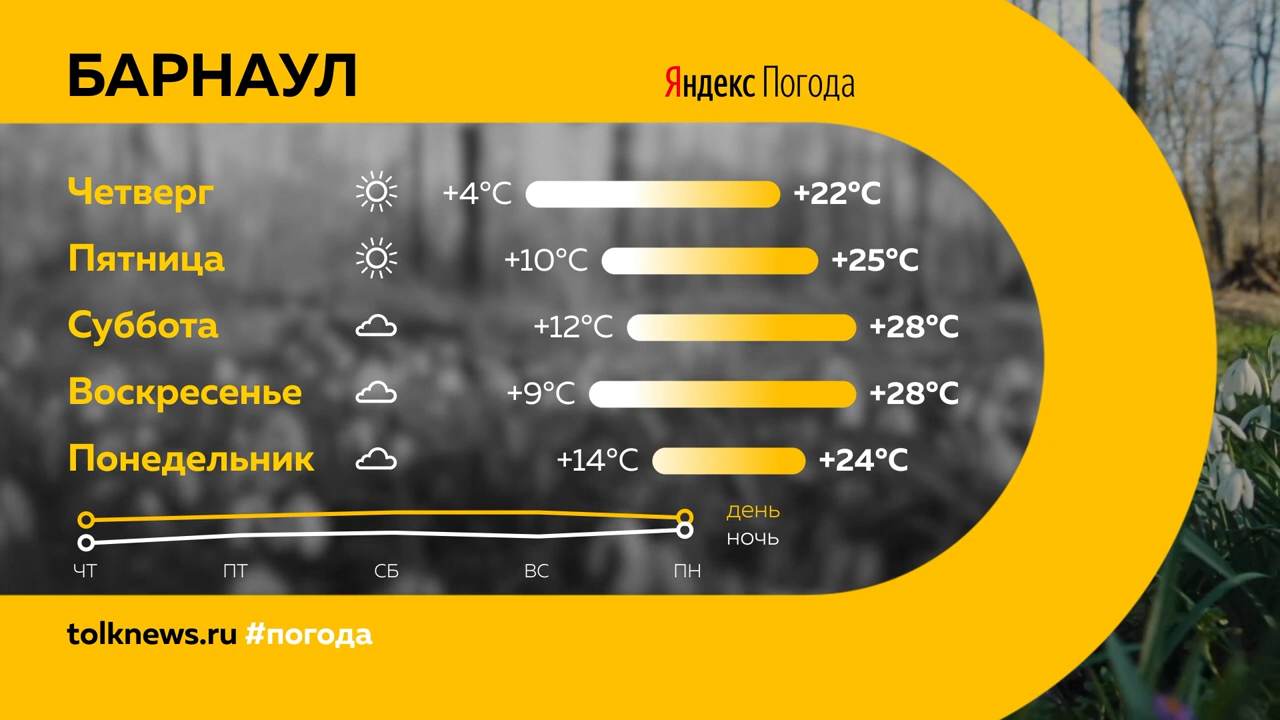 БАРНАУЛ
Яндекс Погода
Четверг +4°C +22°C
Пятница +10°C +25°C
Суббота +12°C +28°C
Воскресенье +9°C +28°C
Понедельник +14°C +24°C
день
ночь
ЧТ ПТ СБ ВС ПН
tolknews.ru #погода